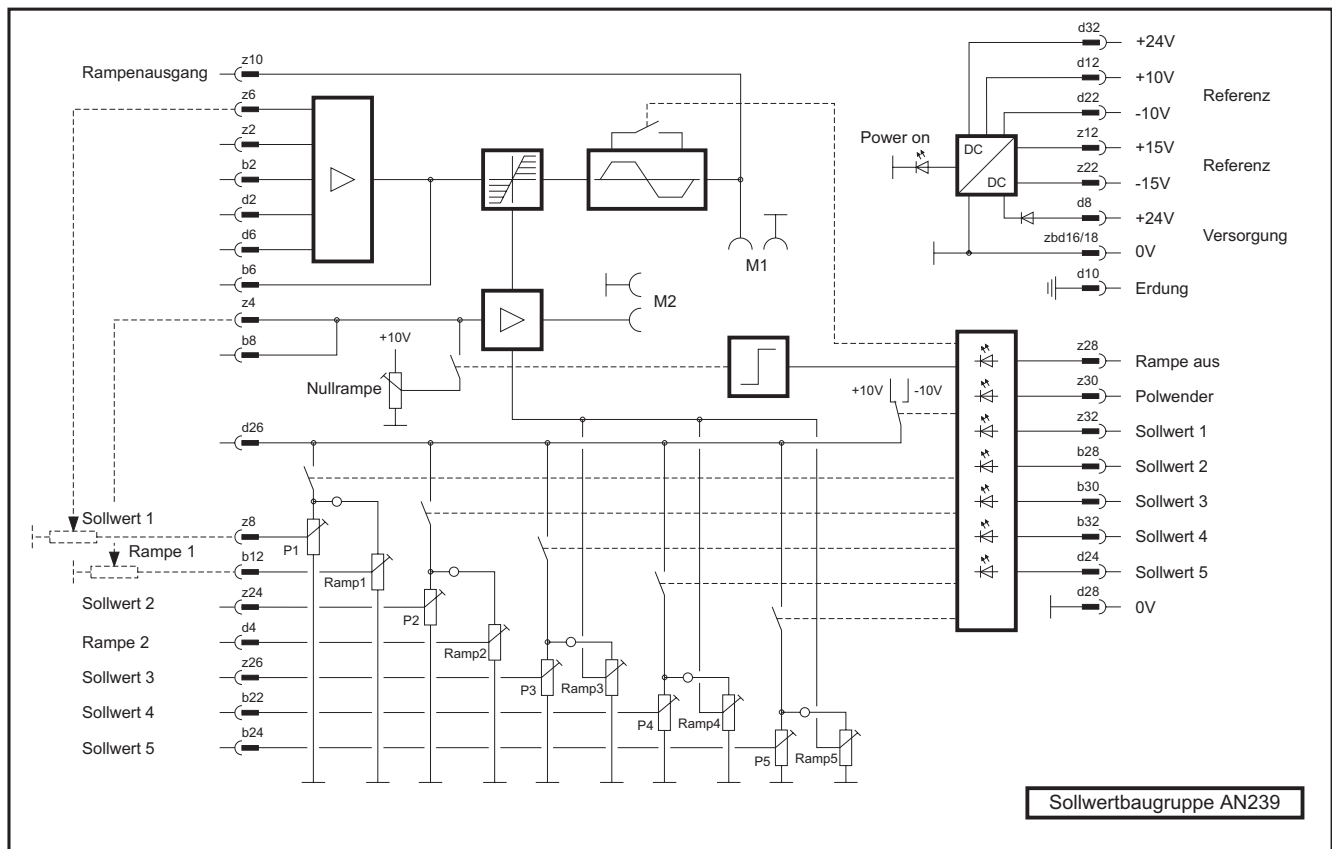 Rampenausgang
z10
z6
z2
b2
d2
d6
b6
z4
b8
d26
M1
M2
+10V
Nullrampe
+10V -10V
Power on
DC
DC
d32
+24V
d12
+10V
Referenz
d22
-10V
z12
+15V
Referenz
z22
-15V
d8
+24V
Versorgung
zbd16/18
0V
d10
Erdung
z28
Rampe aus
z30
Polwender
z32
Sollwert 1
b28
Sollwert 2
b30
Sollwert 3
b32
Sollwert 4
d24
Sollwert 5
d28
0V
Sollwert 1
z8
P1
Rampe 1
b12
Ramp1
Sollwert 2
z24
P2
Rampe 2
d4
Ramp2
Sollwert 3
z26
P3
Ramp3
Sollwert 4
b22
P4
Ramp4
Sollwert 5
b24
P5
Ramp5
Sollwertbaugruppe AN239